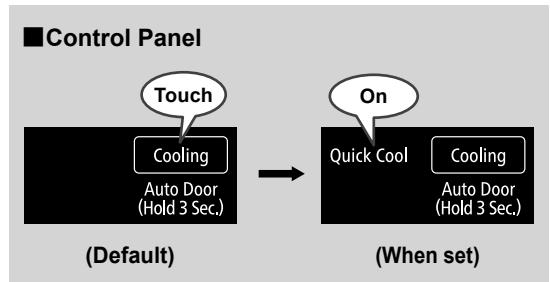 ■Control Panel
Touch
On
Cooling
Auto Door
(Hold 3 Sec.)
Quick Cool
Cooling
Auto Door
(Hold 3 Sec.)
(Default)
(When set)